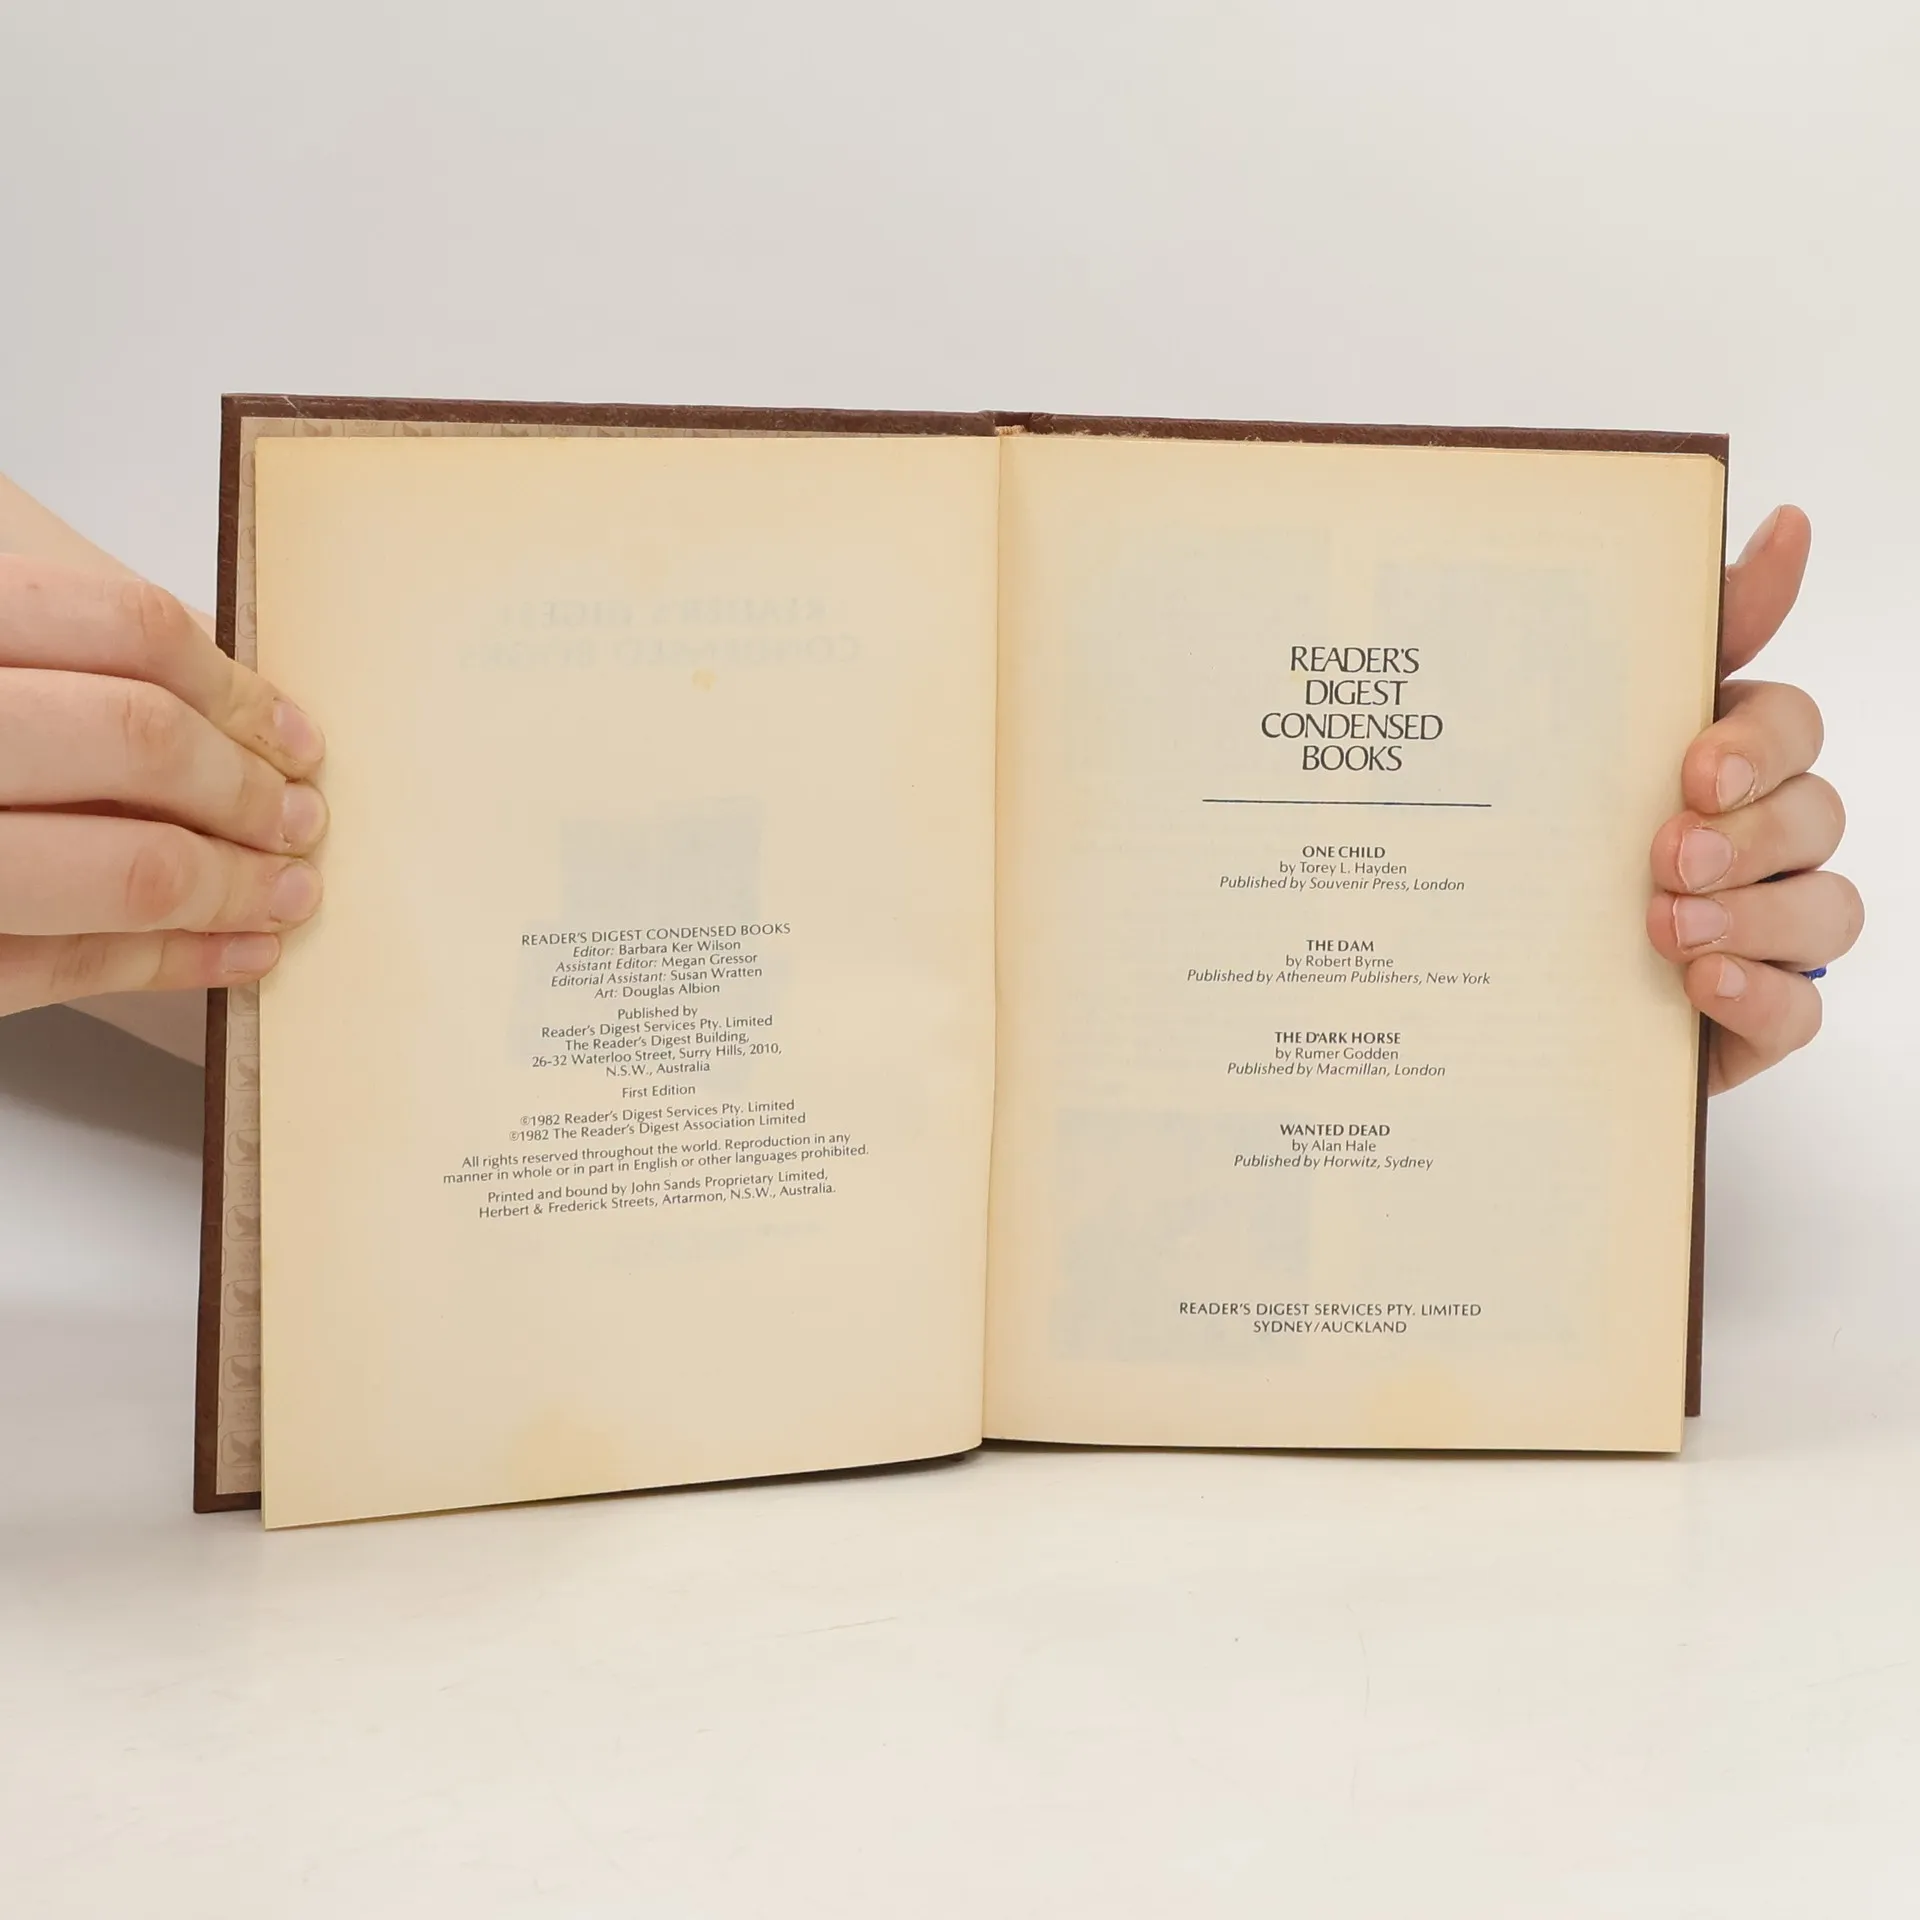 READER'S DIGEST CONDENSED BOOKS
Editor: Barbara Ker Wilson
Assistant Editor: Megan Gressor
Editorial Assistant: Susan Wratten
Art: Douglas Albion
Published by
Reader's Digest Services Pty. Limited
The Reader's Digest Building,
26-32 Waterloo Street, Surry Hills, 2010,
N.S.W., Australia
First Edition
©1982 Reader's Digest Services Pty. Limited
©1982 The Reader's Digest Association Limited
All rights reserved throughout the world. Reproduction in any
manner in whole or in part in English or other languages prohibited.
Printed and bound by John Sands Proprietary Limited,
Herbert & Frederick Streets, Artarmon, N.S.W., Australia.
READER'S
DIGEST
CONDENSED
BOOKS
ONE CHILD
by Torey L. Hayden
Published by Souvenir Press, London
THE DAM
by Robert Byrne
Published by Atheneum Publishers, New York
THE DARK HORSE
by Rumer Godden
Published by Macmillan, London
WANTED DEAD
by Alan Hale
Published by Horwitz, Sydney
READER'S DIGEST SERVICES PTY. LIMITED
SYDNEY/AUCKLAND